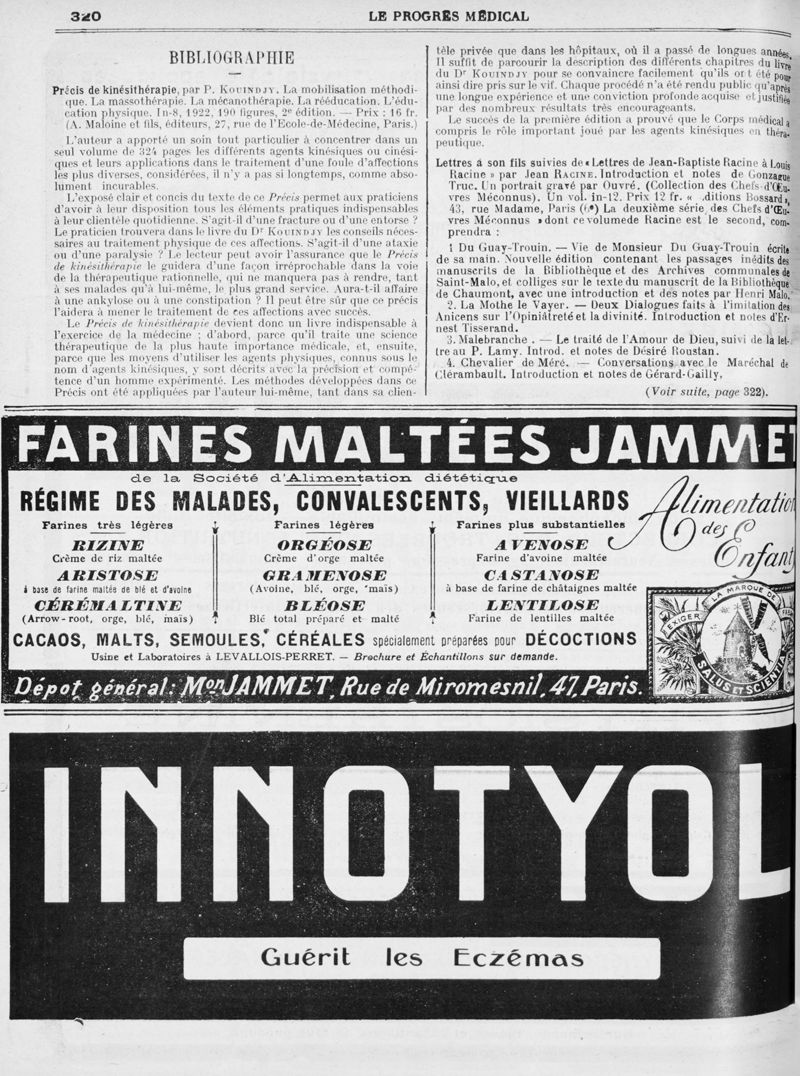 320
LE PROGRÈS MÉDICAL
BIBLIOGRAPHIE
Précis de kinésithérapie, par P. KOUINDJY. La mobilisation méthodi-
que. La massothérapie. La mécanothérapie. La rééducation. L'édu-
cation physique. In-8, 1922, 190 figures, 2e édition. — Prix : 16 fr.
(A. Maloine et fils, éditeurs, 27, rue de l'Ecole-de-Médecine, Paris.)
L'auteur a apporté un soin tout particulier à concentrer dans un
seul volume de 324 pages les différents agents kinésiques ou cinési-
ques et leurs applications dans le traitement d'une foule d'affections
les plus diverses, considérées, il n'y a pas si longtemps, comme abso-
lument incurables.
L'exposé clair et concis du texte de ce Précis permet aux praticiens
d'avoir à leur disposition tous les éléments pratiques indispensables
à leur clientèle quotidienne. S'agit-il d'une fracture ou d'une entorse ?
Le praticien trouvera dans le livre du Dr KOUINDJY les conseils néces-
saires au traitement physique de ces affections. S'agit-il d'une ataxie
ou d'une paralysie ? Le lecteur peut avoir l'assurance que le Précis
de kinésithérapie le guidera d'une façon irréprochable dans la voie
de la thérapeutique rationnelle, qui ne manquera pas à rendre, tant
à ses malades qu'à lui-même, le plus grand service. Aura-t-il affaire
à une ankylose ou à une constipation ? Il peut être sûr que ce précis
l'aidera à mener le traitement de ces affections avec succès.
Le Précis de kinésithérapie devient donc un livre indispensable à
l'exercice de la médecine ; d'abord, parce qu'il traite une science
thérapeutique de la plus haute importance médicale, et, ensuite,
parce que les moyens d'utiliser les agents physiques, connus sous le
nom d'agents kinésiques, y sont décrits avec la précision et compé-
tence d'un homme expérimenté. Les méthodes développées dans ce
Précis ont été appliquées par l'auteur lui-même, tant dans sa clien-
tèle privée que dans les hôpitaux, où il a passé de longues années.
Il suffit de parcourir la description des différents chapitres du livre
du Dr KOUINDJY pour se convaincre facilement qu'ils ont été pour
ainsi dire pris sur le vif. Chaque procédé n'a été rendu public qu'après
une longue expérience et une conviction profonde acquise et justifiée
par des nombreux résultats très encourageants.
Le succès de la première édition a prouvé que le Corps médical a
compris le rôle important joué par les agents kinésiques en théra-
peutique.
Lettres à son fils suivies de « Lettres de Jean-Baptiste Racine à Louis
Racine » par Jean RACINE. Introduction et notes de Gonzague
Truc. Un portrait gravé par Ouvré. (Collection des Chefs-d'Œu-
vres Méconnus). Un vol. in-12. Prix 12 fr. « .ditions Bossard »,
43, rue Madame, Paris (6e) La deuxième série des Chefs-d'Œu-
vres Méconnus » dont ce volume de Racine est le second, com-
prendra :
1 Du Guay-Trouin. — Vie de Monsieur Du Guay-Trouin écrite
de sa main. Nouvelle édition contenant les passages inédits des
manuscrits de la Bibliothèque et des Archives communales de
Saint-Malo, et colligés sur le texte du manuscrit de la Bibliothèque
de Chaumont, avec une introduction et des notes par Henri Malo.
2. La Mothe le Vayer. — Deux Dialogues faits à l'imitation des
Anicens sur l'Opiniâtreté et la divinité. Introduction et notes d'Er-
nest Tisserand.
3. Malebranche. — Le traité de l'Amour de Dieu, suivi de la let-
tre au P. Lamy. Introd. et notes de Désiré Roustan.
4. Chevalier de Méré. — Conversations avec le Maréchal de
Clérambault. Introduction et notes de Gérard-Gailly.
(Voir suite, page 322).
FARINES MALTÉES JAMMET
de la Société d'Alimentation diététique
RÉGIME DES MALADES, CONVALESCENTS, VIEILLARDS
Alimentation
des
Enfants
Farines très légères
RIZINE
Crème de riz maltée
ARISTOSE
à base de farine maltée de blé et d'avoine
CÉRÉMALTINE
(Arrow-root, orge, blé, maïs)
Farines légères
ORGÉOSE
Crème d'orge maltée
GRAMENOSE
(Avoine, blé, orge, maïs)
BLÉOSE
Blé total préparé et malté
Farines plus substantielles
AVENOSE
Farine d'avoine maltée
CASTANOSE
à base de farine de châtaignes maltée
LENTILOSE
Farine de lentilles maltée
CACAOS, MALTS, SEMOULES, CÉRÉALES spécialement préparées pour DÉCOCTIONS
Usine et Laboratoires à LEVALLOIS-PERRET. — Brochure et Échantillons sur demande.
Dépot général : Mon JAMMET, Rue de Miromesnil, 47, Paris.
EXIGER
LA MARQUE
SALUS ET SCIENTIA
INNOTYOL
Guérit les Eczémas